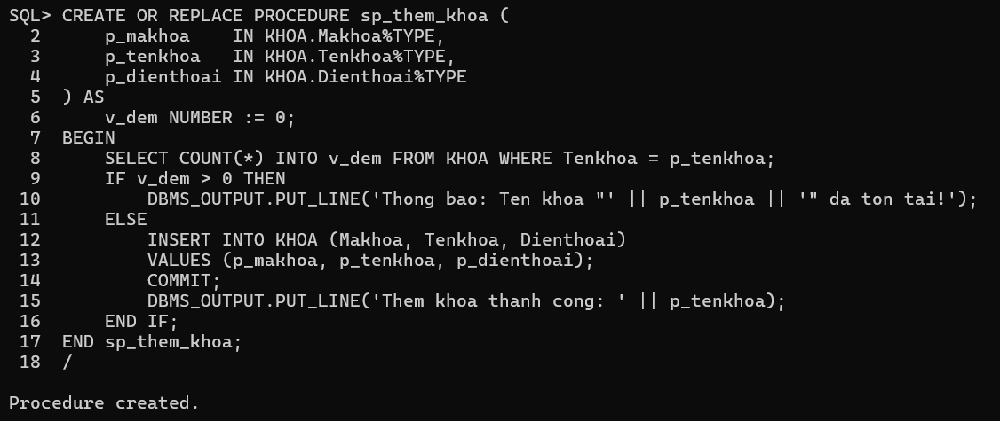 SQL> CREATE OR REPLACE PROCEDURE sp_them_khoa (
  2      p_makhoa    IN KHOA.Makhoa%TYPE,
  3      p_tenkhoa   IN KHOA.Tenkhoa%TYPE,
  4      p_dienthoai IN KHOA.Dienthoai%TYPE
  5  ) AS
  6      v_dem NUMBER := 0;
  7  BEGIN
  8      SELECT COUNT(*) INTO v_dem FROM KHOA WHERE Tenkhoa = p_tenkhoa;
  9      IF v_dem > 0 THEN
 10          DBMS_OUTPUT.PUT_LINE('Thong bao: Ten khoa "' || p_tenkhoa || '" da ton tai!');
 11      ELSE
 12          INSERT INTO KHOA (Makhoa, Tenkhoa, Dienthoai)
 13          VALUES (p_makhoa, p_tenkhoa, p_dienthoai);
 14          COMMIT;
 15          DBMS_OUTPUT.PUT_LINE('Them khoa thanh cong: ' || p_tenkhoa);
 16      END IF;
 17  END sp_them_khoa;
 18  /

Procedure created.